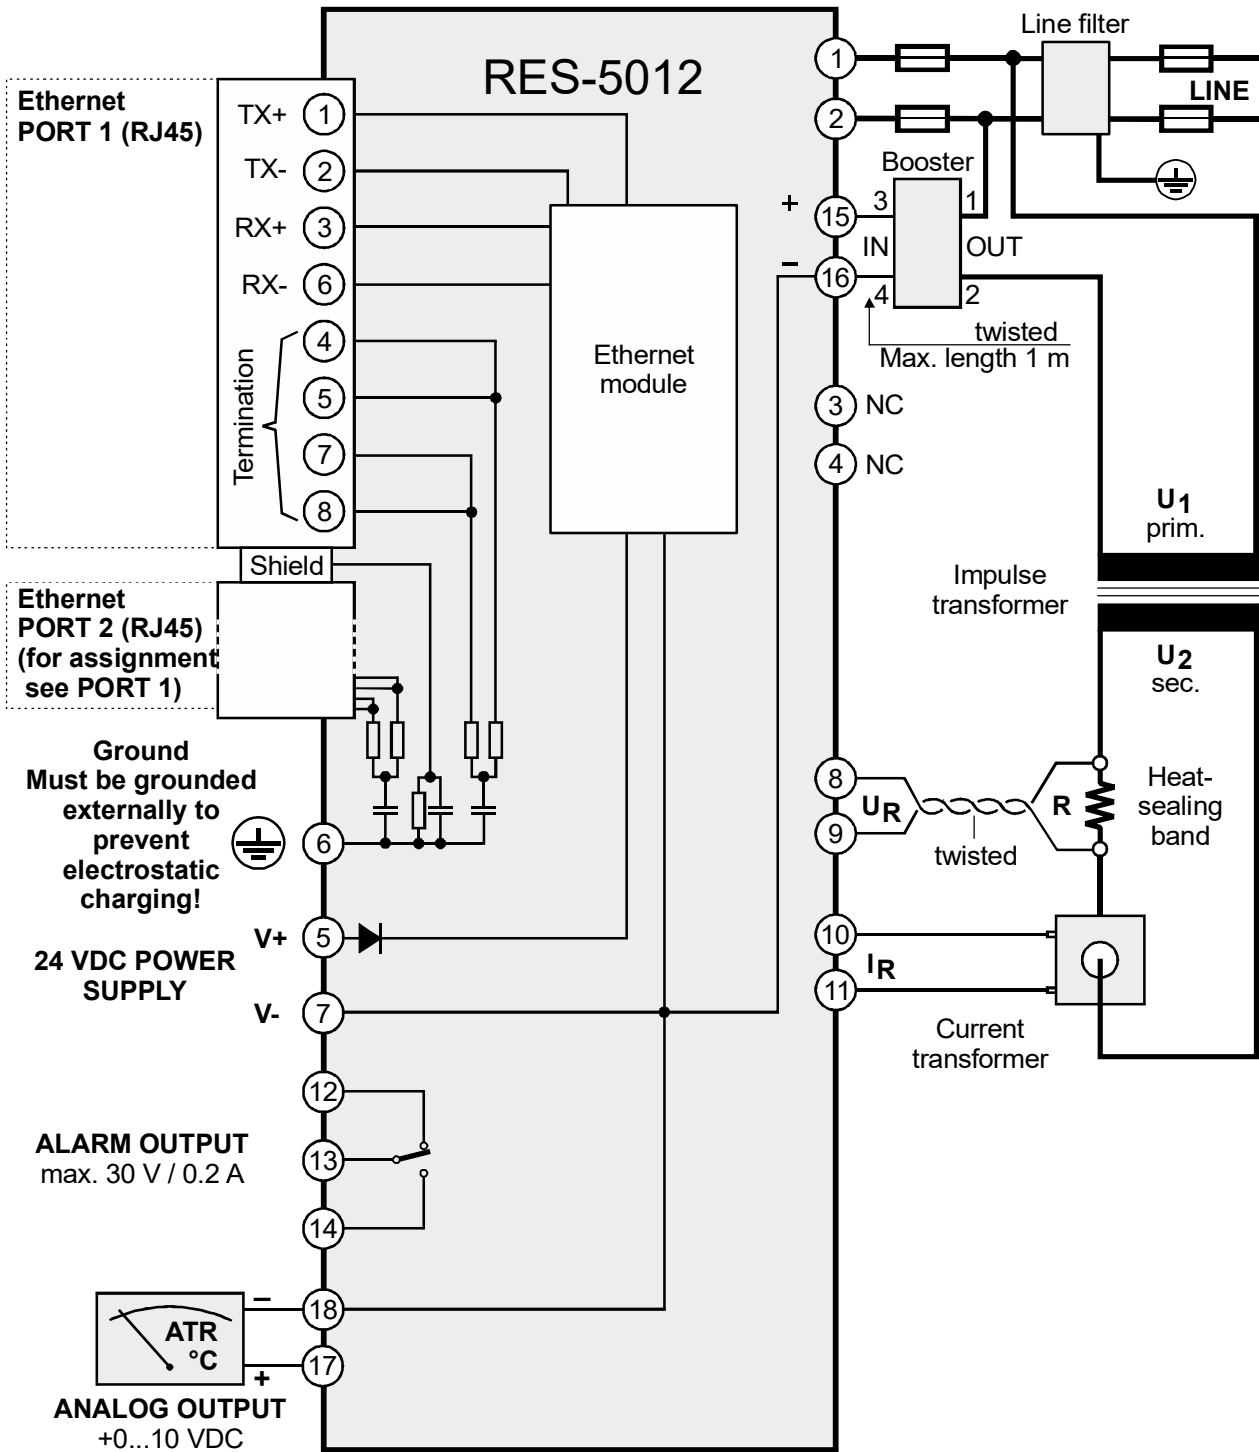 RES-5012
Ethernet
PORT 1 (RJ45)
TX+ 1
TX- 2
RX+ 3
RX- 6
4
5
7
8
Termination
Shield
Ethernet
PORT 2 (RJ45)
(for assignment
see PORT 1)
Ethernet
module
Ground
Must be grounded
externally to
prevent
electrostatic
charging!
6
V+ 5
24 VDC POWER
SUPPLY
V- 7
12
ALARM OUTPUT
max. 30 V / 0.2 A
13
14
– 18
ATR
°C
+ 17
ANALOG OUTPUT
+0...10 VDC
1
2
Line filter
LINE
Booster
+ 15 3 1
IN OUT
– 16 4 2
twisted
Max. length 1 m
3 NC
4 NC
U1
prim.
Impulse
transformer
U2
sec.
8
9
UR
twisted
R
Heat-
sealing
band
10
IR
11
Current
transformer